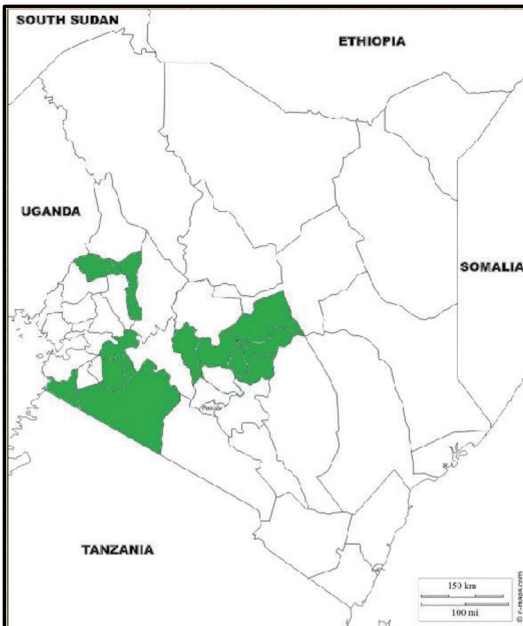 SOUTH SUDAN
ETHIOPIA
UGANDA
SOMALIA
TANZANIA
150 km
100 mi